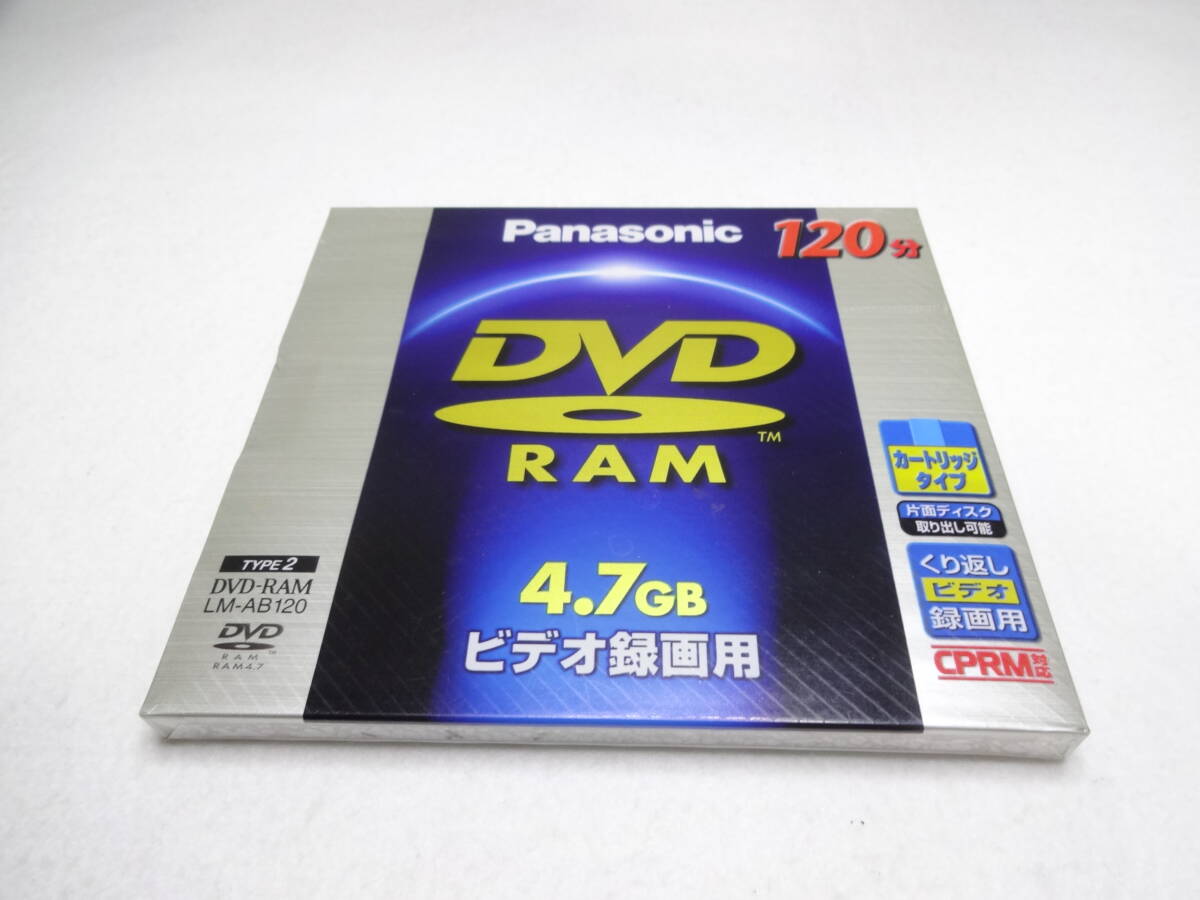 Panasonic
120分
DVD
TM
RAM
カートリッジ
タイプ
片面ディスク
取り出し可能
TYPE2
DVD-RAM
LM-AB120
DVD
TM
RAM
RAM4.7
4.7GB
ビデオ録画用
くり返し
ビデオ
録画用
CPRM対応